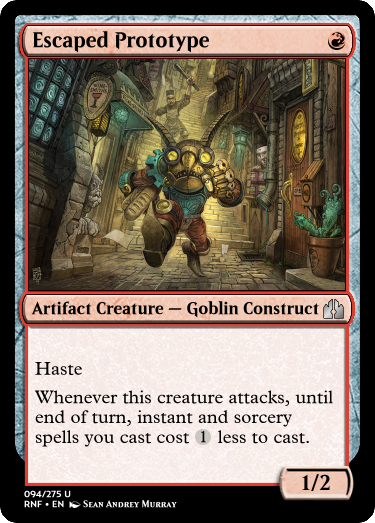 Escaped Prototype
Artifact Creature — Goblin Construct
Haste
Whenever this creature attacks, until
end of turn, instant and sorcery
spells you cast cost 1 less to cast.
1/2
094/275 U
RNF • EN Sean Andrey Murray